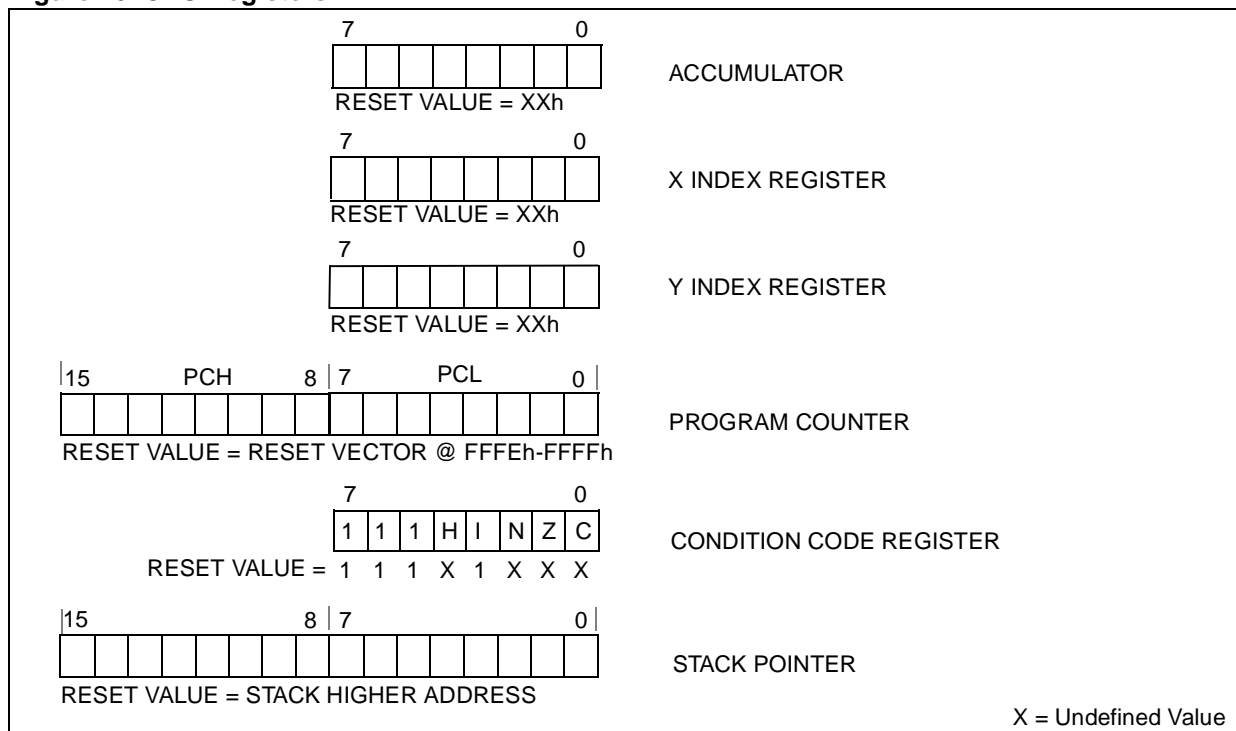 7 0
ACCUMULATOR
RESET VALUE = XXh
7 0
X INDEX REGISTER
RESET VALUE = XXh
7 0
Y INDEX REGISTER
RESET VALUE = XXh
15 PCH 8 7 PCL 0
PROGRAM COUNTER
RESET VALUE = RESET VECTOR @ FFFEh-FFFFh
7 0
1 1 1 H I N Z C
CONDITION CODE REGISTER
RESET VALUE = 1 1 1 X 1 X X X
15 8 7 0
STACK POINTER
RESET VALUE = STACK HIGHER ADDRESS
X = Undefined Value